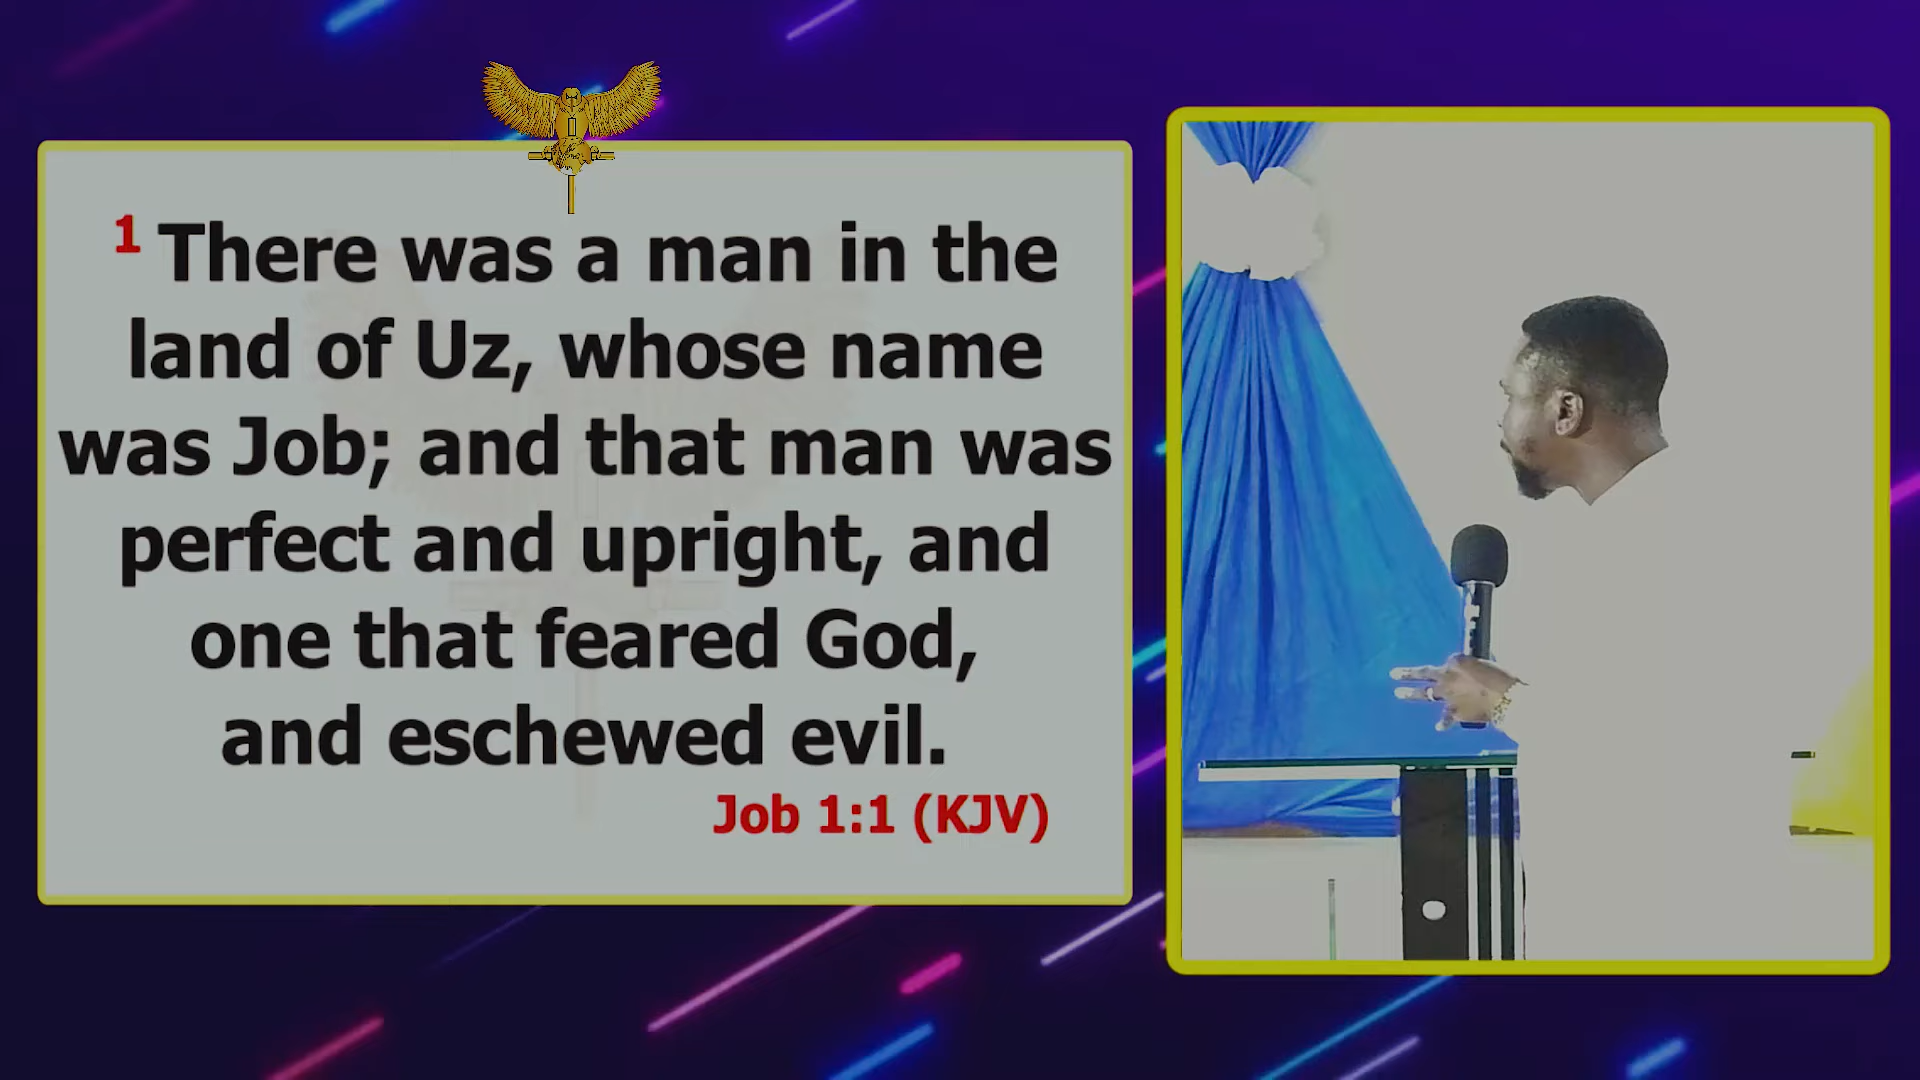 1 There was a man in the
land of Uz, whose name
was Job; and that man was
perfect and upright, and
one that feared God,
and eschewed evil.
Job 1:1 (KJV)